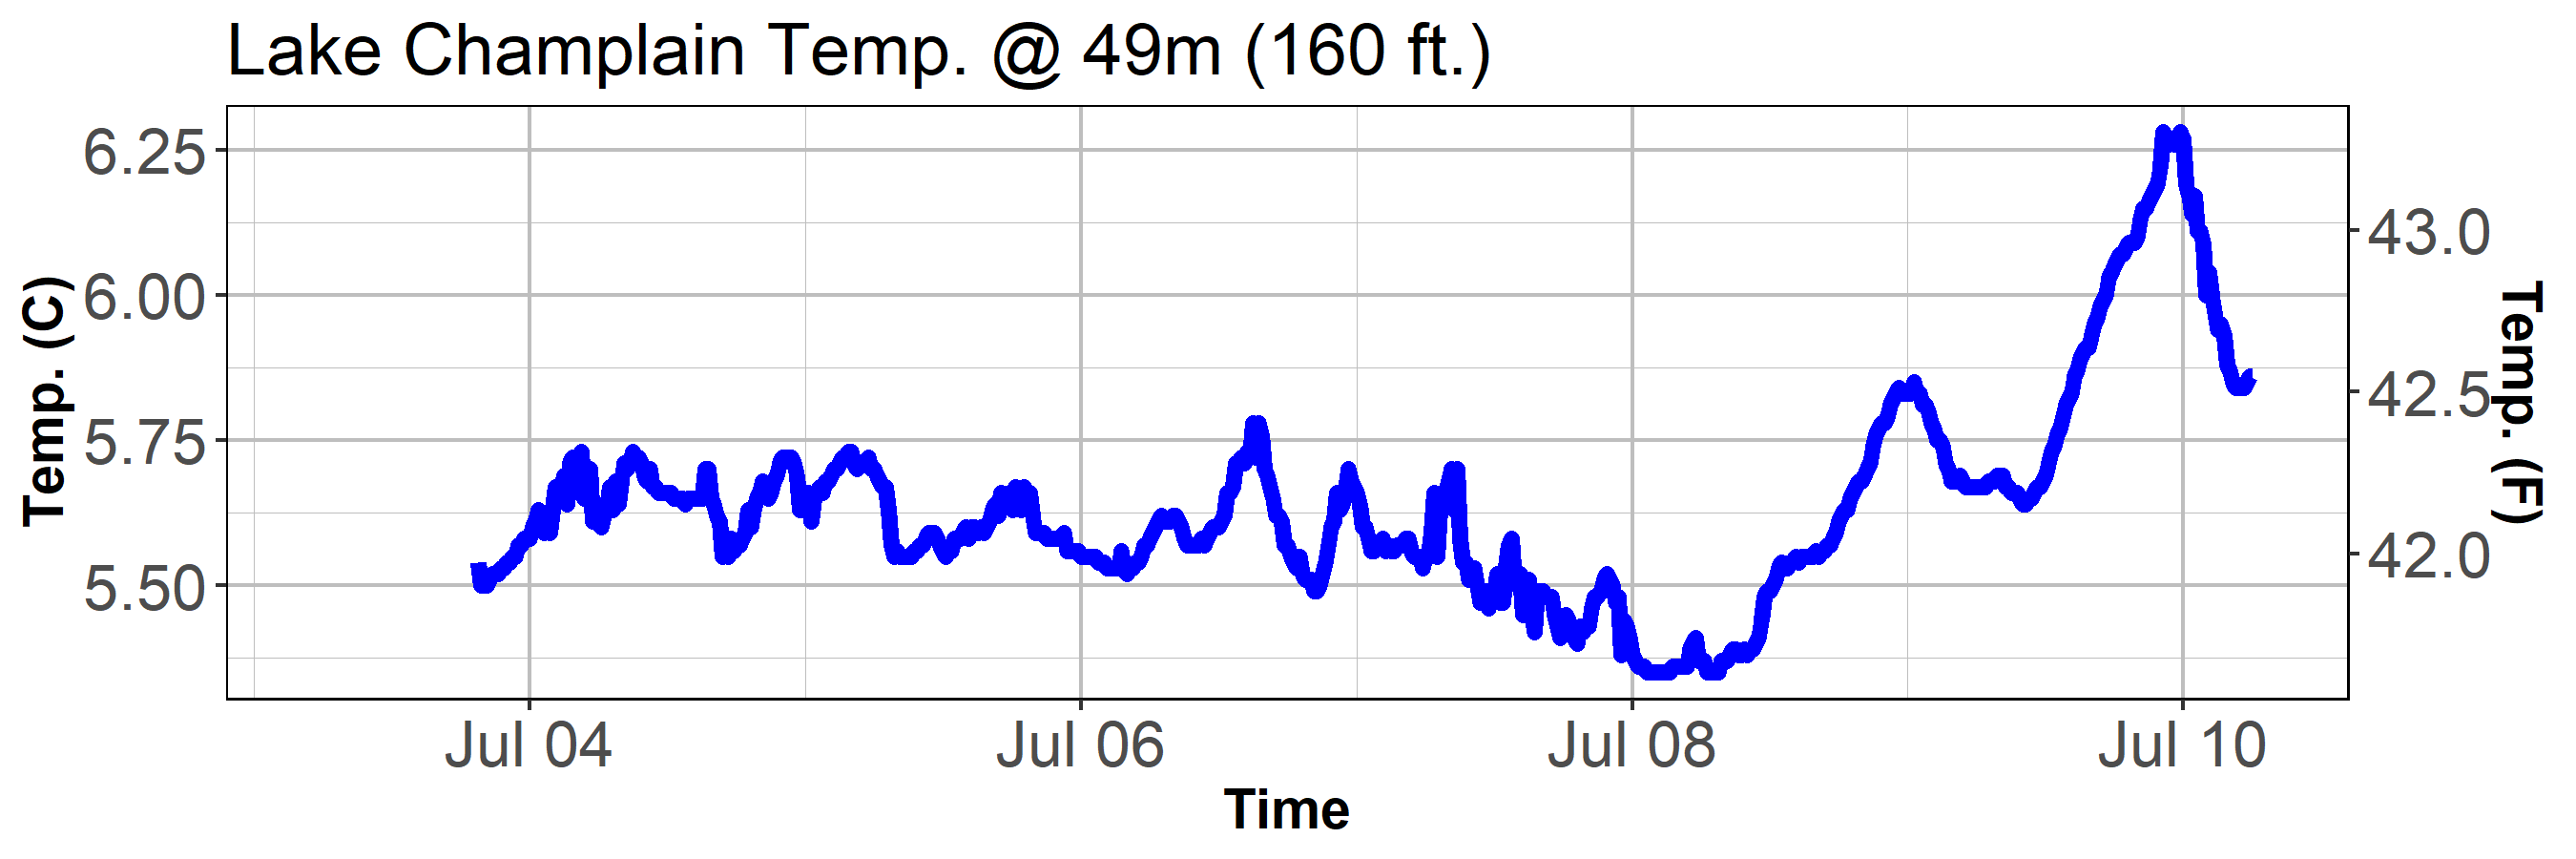 Lake Champlain Temp. @ 49m (160 ft.)
Temp. (C)
6.25
6.00
5.75
5.50
43.0
42.5
42.0
Temp. (F)
Jul 04 Jul 06 Jul 08 Jul 10
Time